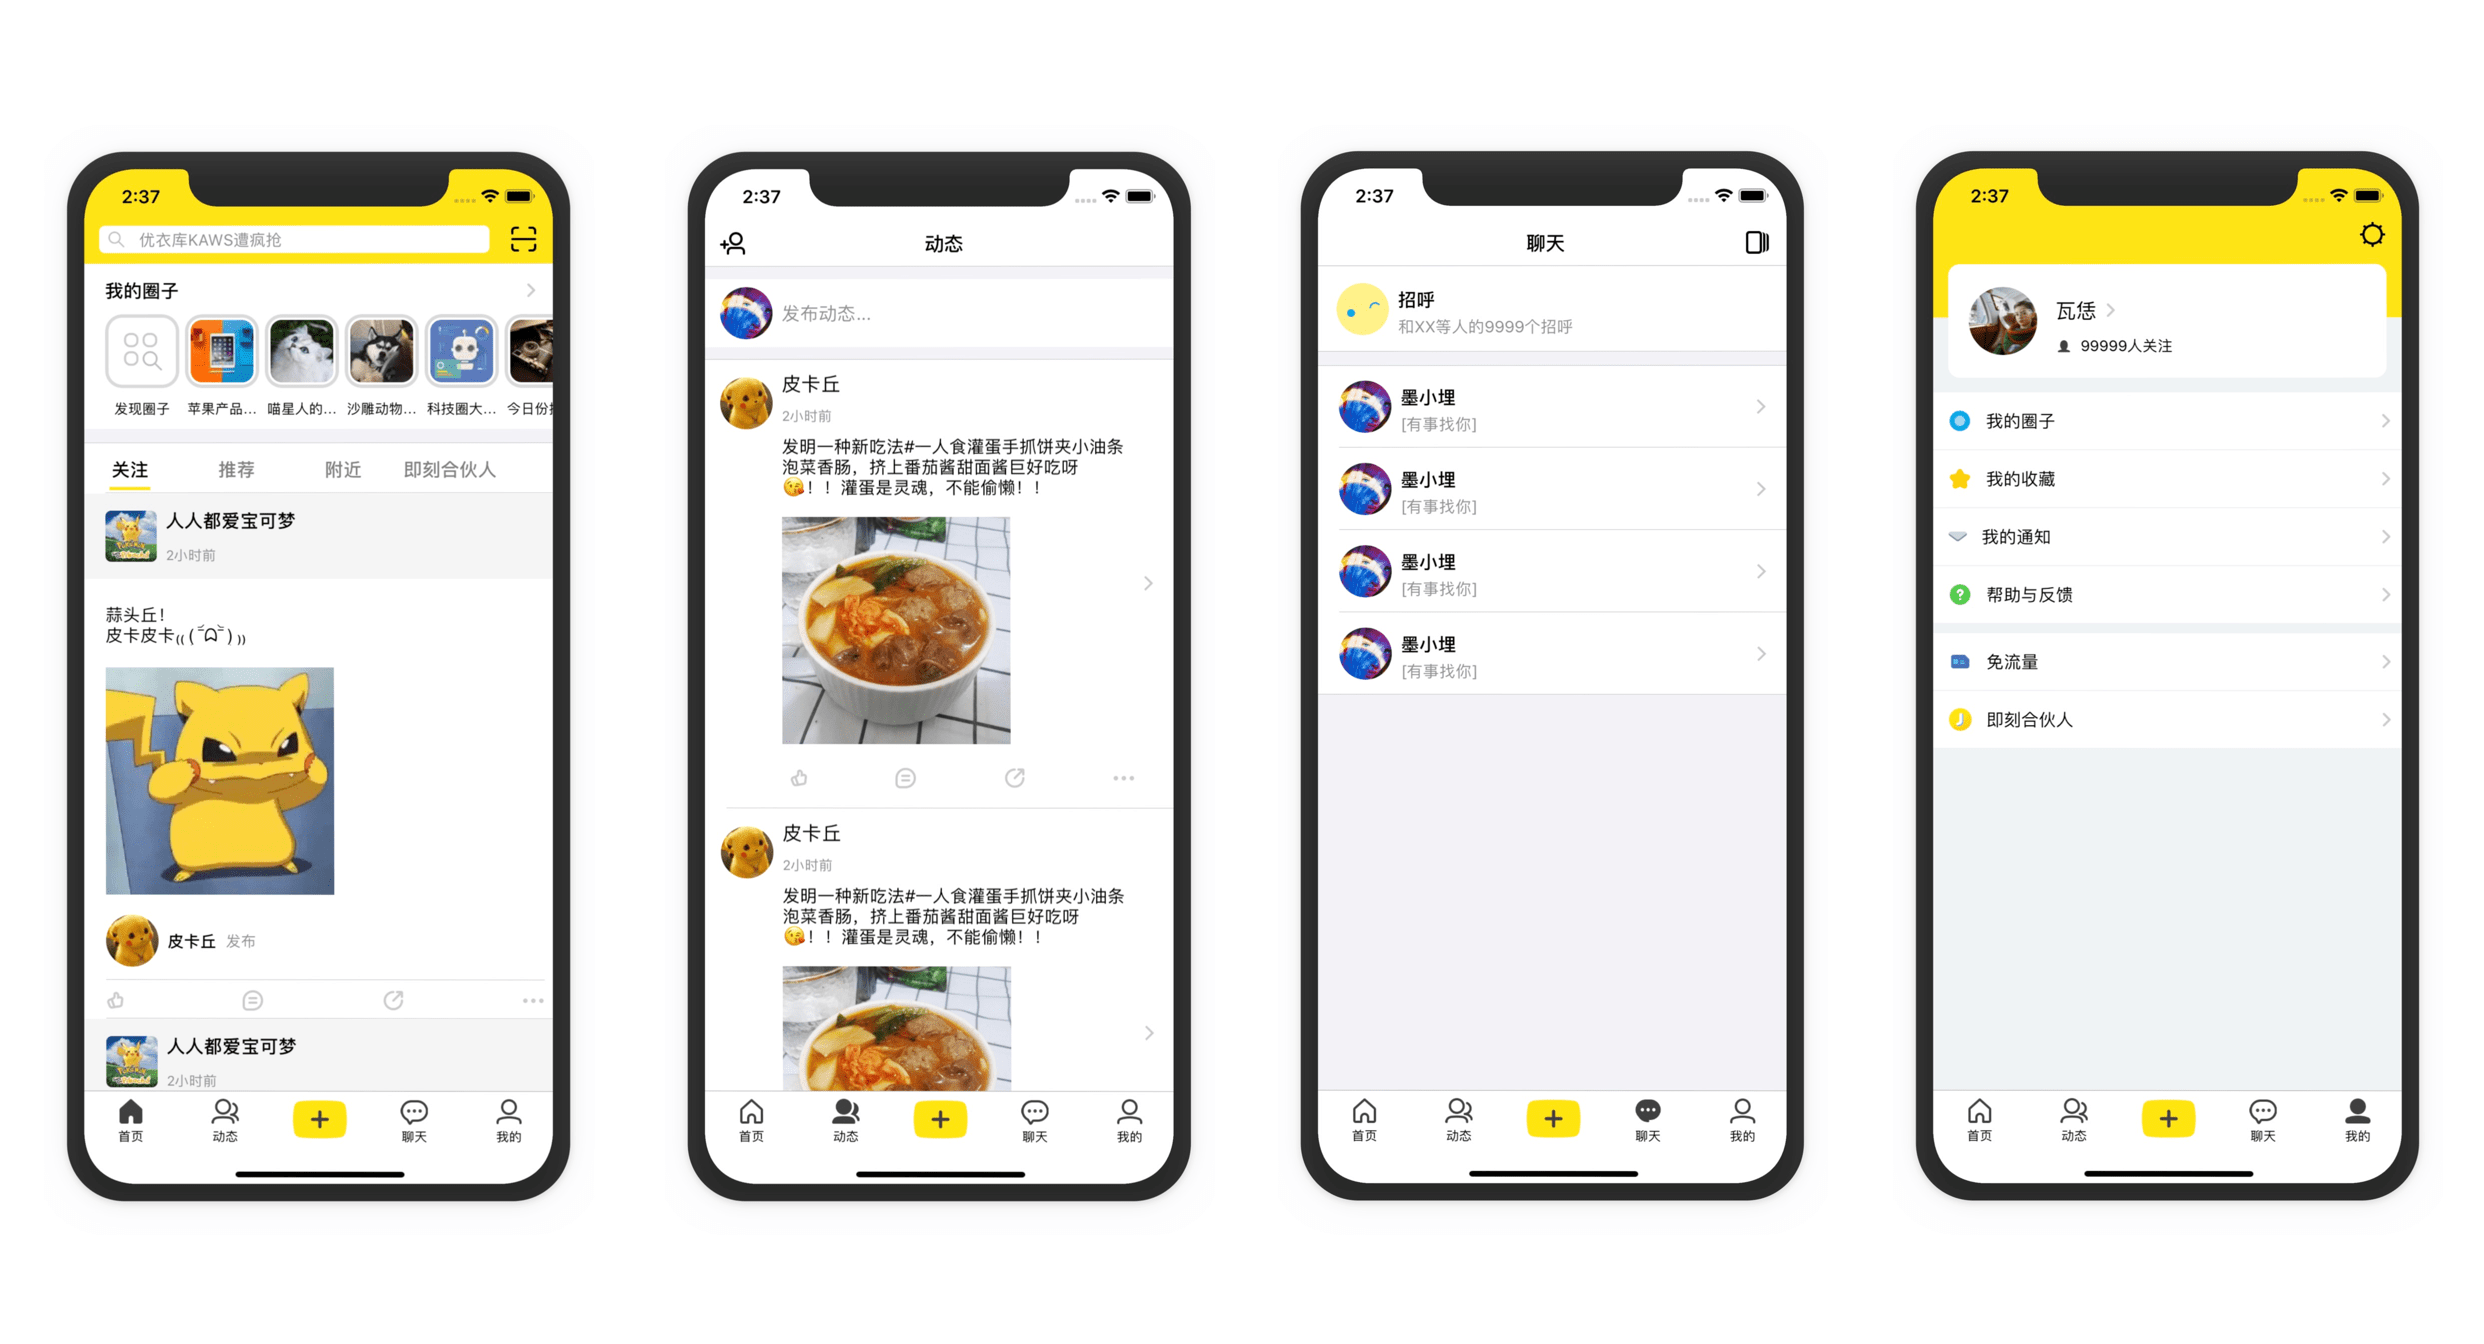 2:37
优衣库KAWS遭疯抢
我的圈子
发现圈子 苹果产品... 喵星人的... 沙雕动物... 科技圈大... 今日份
关注 推荐 附近 即刻合伙人
人人都爱宝可梦
2小时前
蒜头丘！
皮卡皮卡
皮卡丘 发布
人人都爱宝可梦
2小时前
首页 动态 + 聊天 我的
2:37
动态
发布动态...
皮卡丘
2小时前
发明一种新吃法#一人食灌蛋手抓饼夹小油条
泡菜香肠，挤上番茄酱甜面酱巨好吃呀
😘！！灌蛋是灵魂，不能偷懒！！
皮卡丘
2小时前
发明一种新吃法#一人食灌蛋手抓饼夹小油条
泡菜香肠，挤上番茄酱甜面酱巨好吃呀
😘！！灌蛋是灵魂，不能偷懒！！
首页 动态 + 聊天 我的
2:37
聊天
招呼
和XX等人的9999个招呼
墨小埋
[有事找你]
墨小埋
[有事找你]
墨小埋
[有事找你]
墨小埋
[有事找你]
首页 动态 + 聊天 我的
2:37
瓦恁
99999人关注
我的圈子
我的收藏
我的通知
帮助与反馈
免流量
即刻合伙人
首页 动态 + 聊天 我的